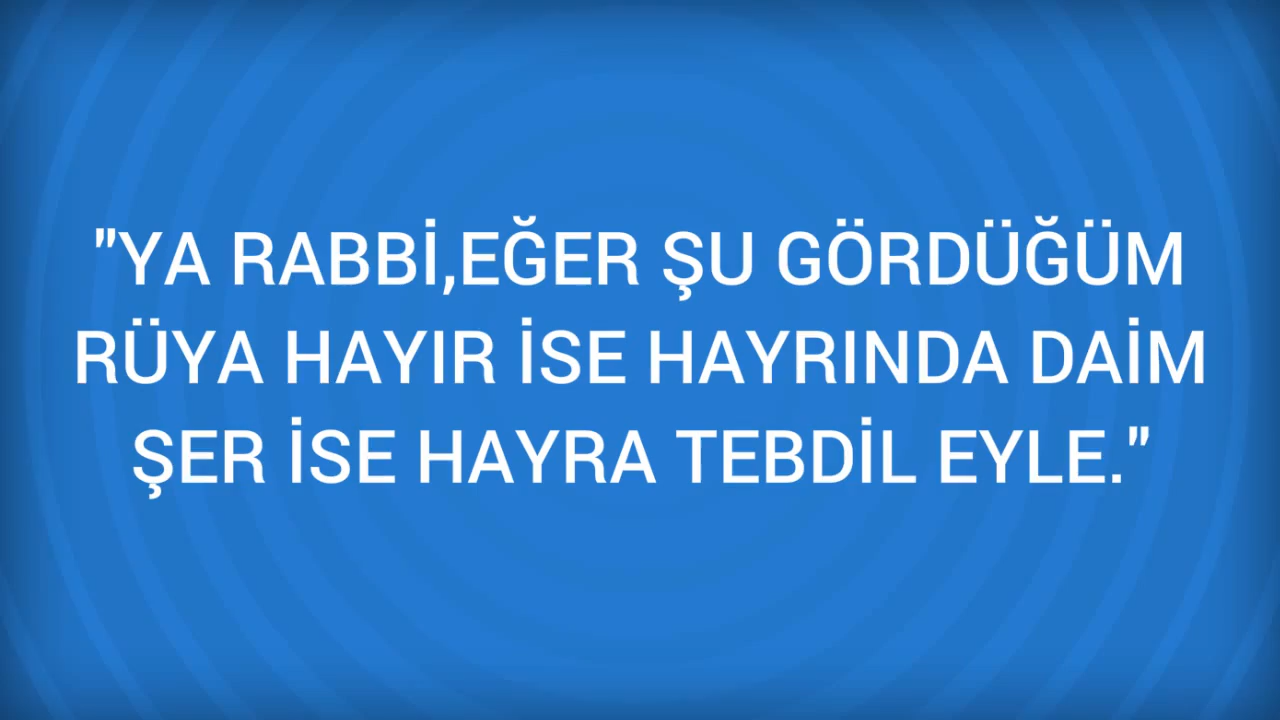 "YA RABBİ,EĞER ŞU GÖRDÜĞÜM
RÜYA HAYIR İSE HAYRINDA DAİM
ŞER İSE HAYRA TEBDİL EYLE."